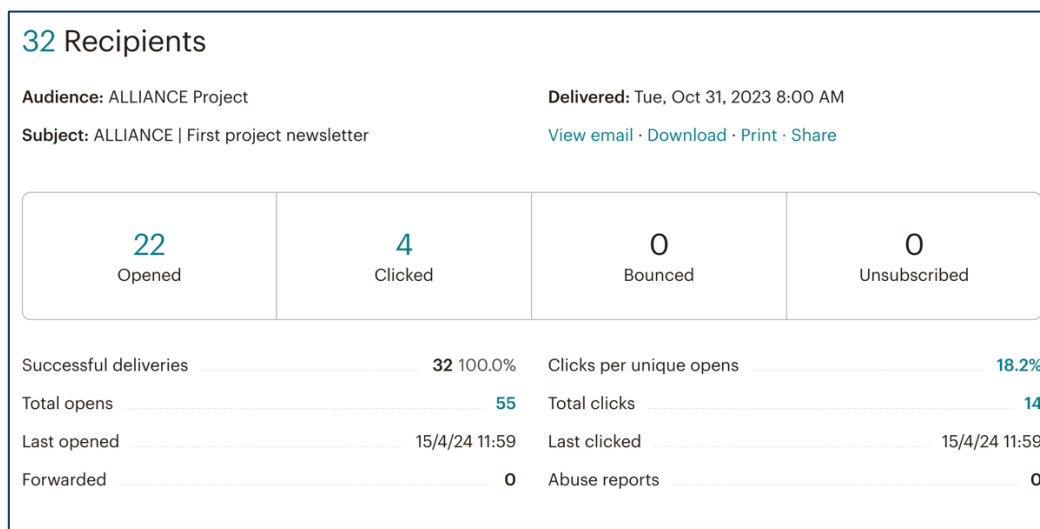 32 Recipients
Audience: ALLIANCE Project
Delivered: Tue, Oct 31, 2023 8:00 AM
Subject: ALLIANCE | First project newsletter
View email · Download · Print · Share
22
Opened
4
Clicked
0
Bounced
0
Unsubscribed
Successful deliveries 32 100.0%
Clicks per unique opens 18.2%
Total opens 55
Total clicks 14
Last opened 15/4/24 11:59
Last clicked 15/4/24 11:59
Forwarded 0
Abuse reports 0